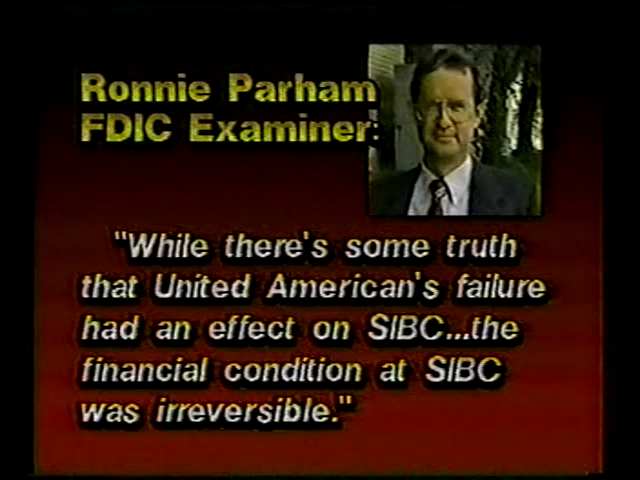 Ronnie Parham
FDIC Examiner:
"While there's some truth
that United American's failure
had an effect on SIBC...the
financial condition at SIBC
was irreversible."